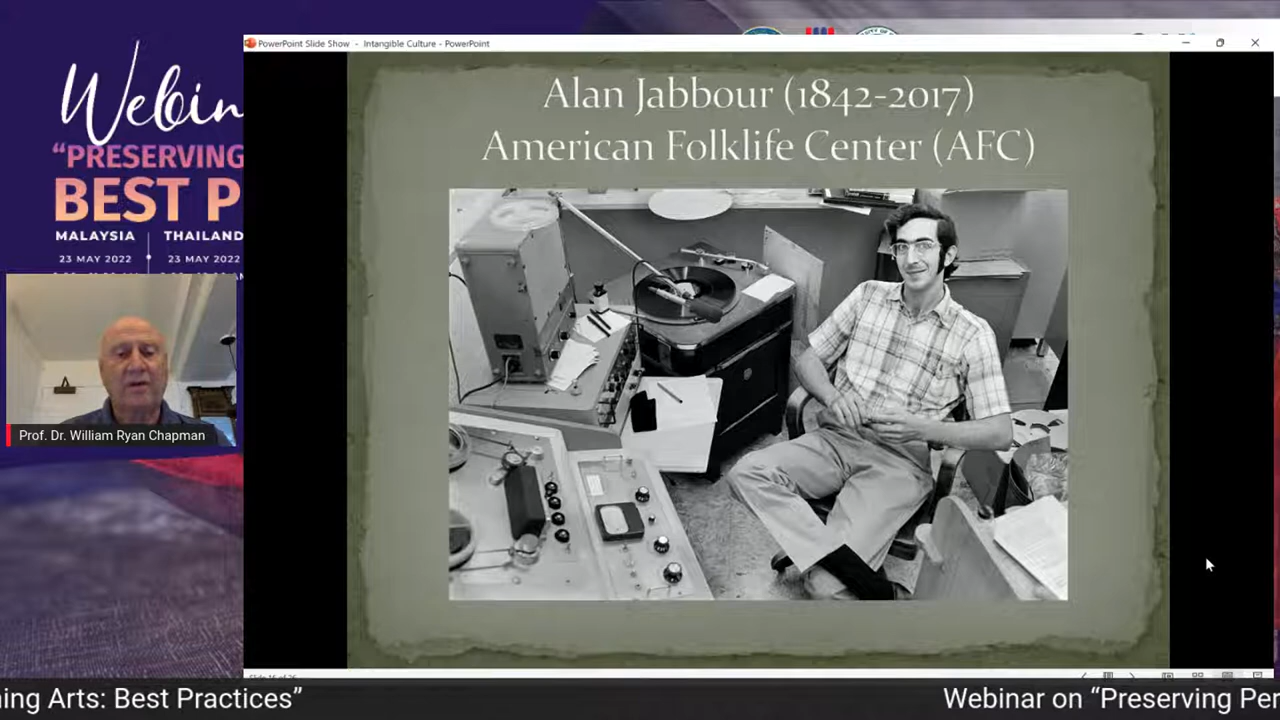 PowerPoint Slide Show - Intangible Culture - PowerPoint
Webin
“PRESERVING
BEST P
MALAYSIA | THAILAND
23 MAY 2022 23 MAY 2022
Alan Jabbour (1842-2017)
American Folklife Center (AFC)
Prof. Dr. William Ryan Chapman
ning Arts: Best Practices” Webinar on “Preserving Per